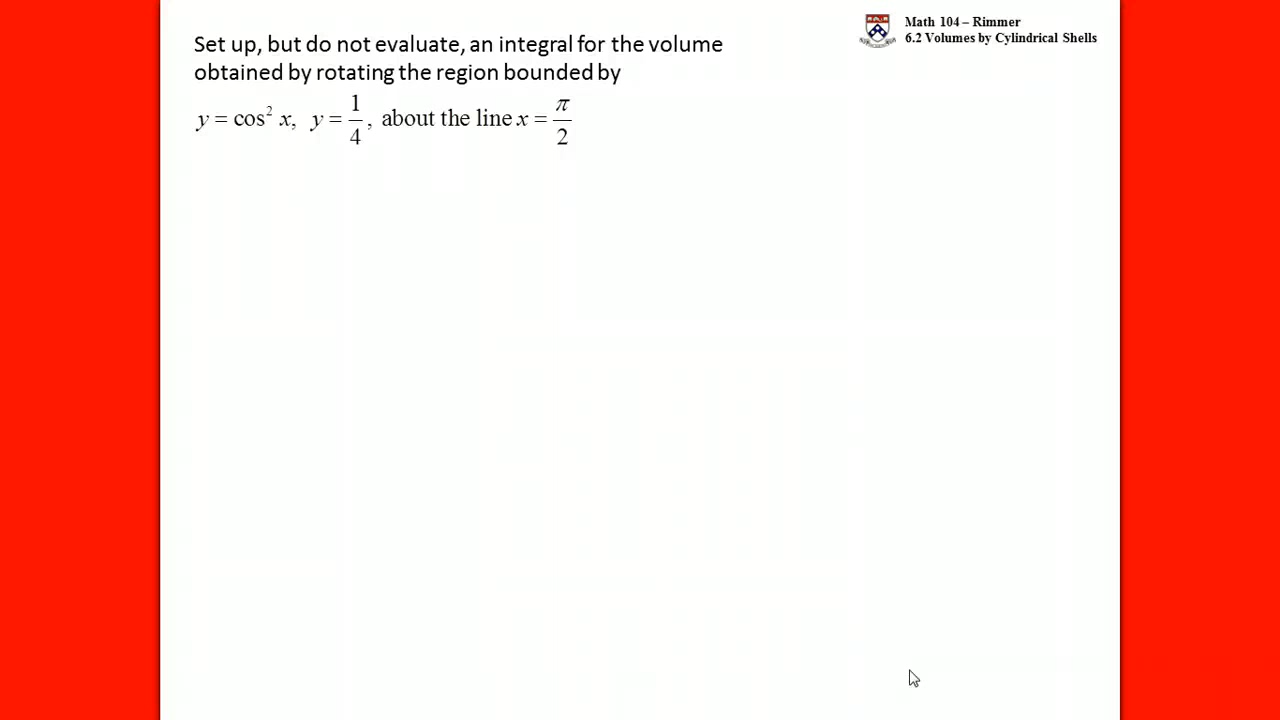 Math 104 – Rimmer
6.2 Volumes by Cylindrical Shells
Set up, but do not evaluate, an integral for the volume
obtained by rotating the region bounded by
y = cos² x, y = 1/4, about the line x = π/2